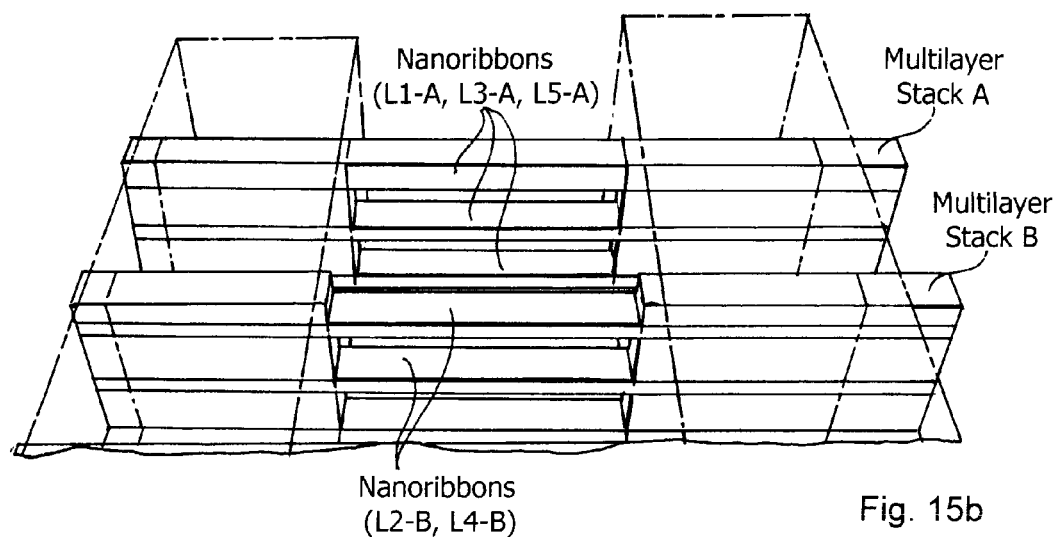 Nanoribbons
(L1-A, L3-A, L5-A)
Multilayer
Stack A
Multilayer
Stack B
Nanoribbons
(L2-B, L4-B)
Fig. 15b